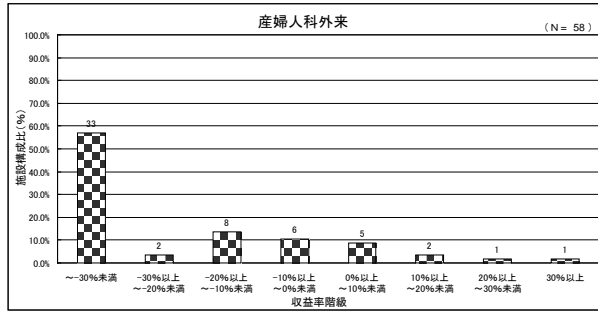 産婦人科外来
(N= 58)
施設構成比(%)
100.0%
90.0%
80.0%
70.0%
60.0%
50.0%
40.0%
30.0%
20.0%
10.0%
0.0%
33
2
8
6
5
2
1
1
～-30%未満
-30%以上
～-20%未満
-20%以上
～-10%未満
-10%以上
～0%未満
0%以上
～10%未満
10%以上
～20%未満
20%以上
～30%未満
30%以上
収益率階級